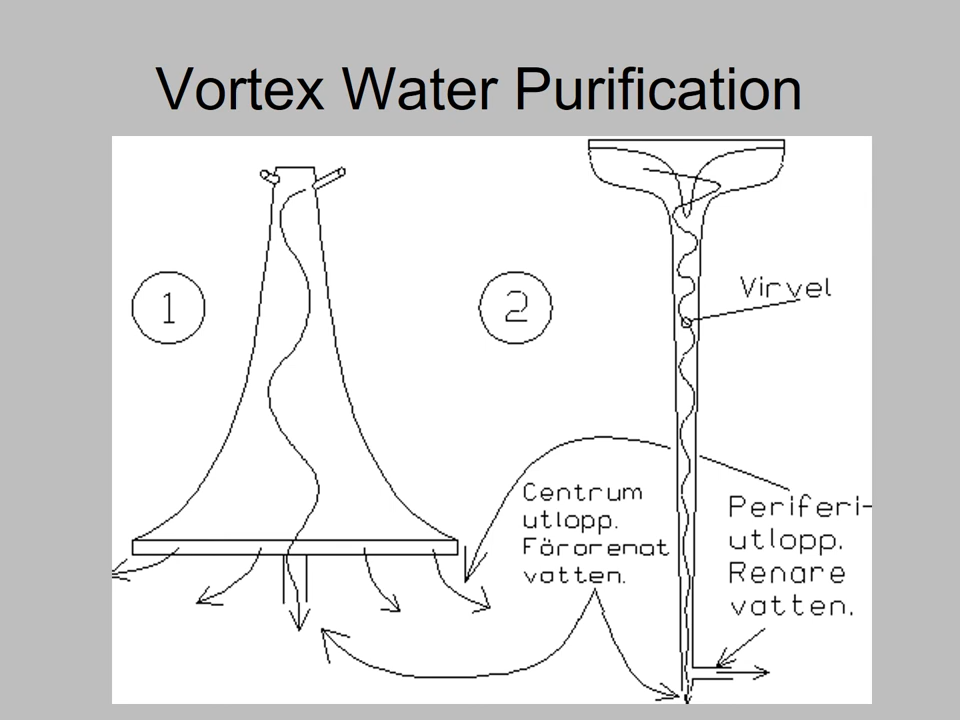 Vortex Water Purification
1
2
Virvel
Centrum
utlopp.
Förorenat
vatten.
Periferi-
utlopp.
Renare
vatten.